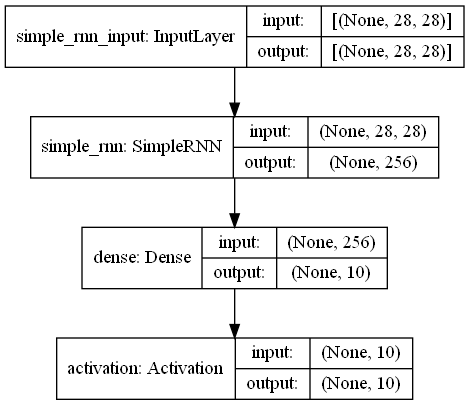 simple_rnn_input: InputLayer input: [(None, 28, 28)]
output: [(None, 28, 28)]
simple_rnn: SimpleRNN input: (None, 28, 28)
output: (None, 256)
dense: Dense input: (None, 256)
output: (None, 10)
activation: Activation input: (None, 10)
output: (None, 10)